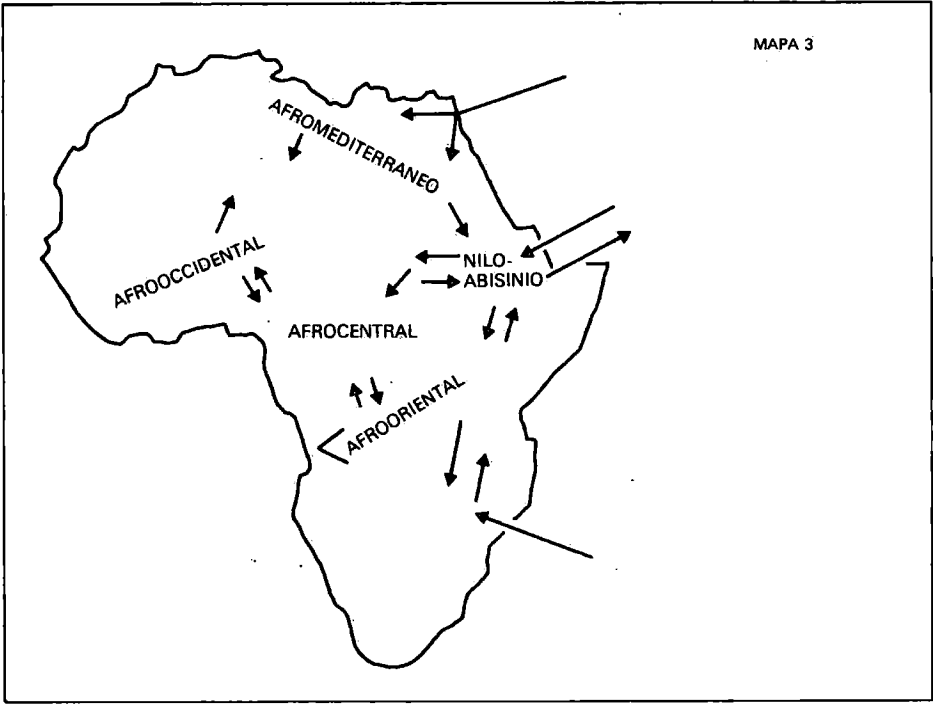 MAPA 3
AFROMEDITERRANEO
NILO-
ABISINIO
AFROOCCIDENTAL
AFROCENTRAL
AFROORIENTAL